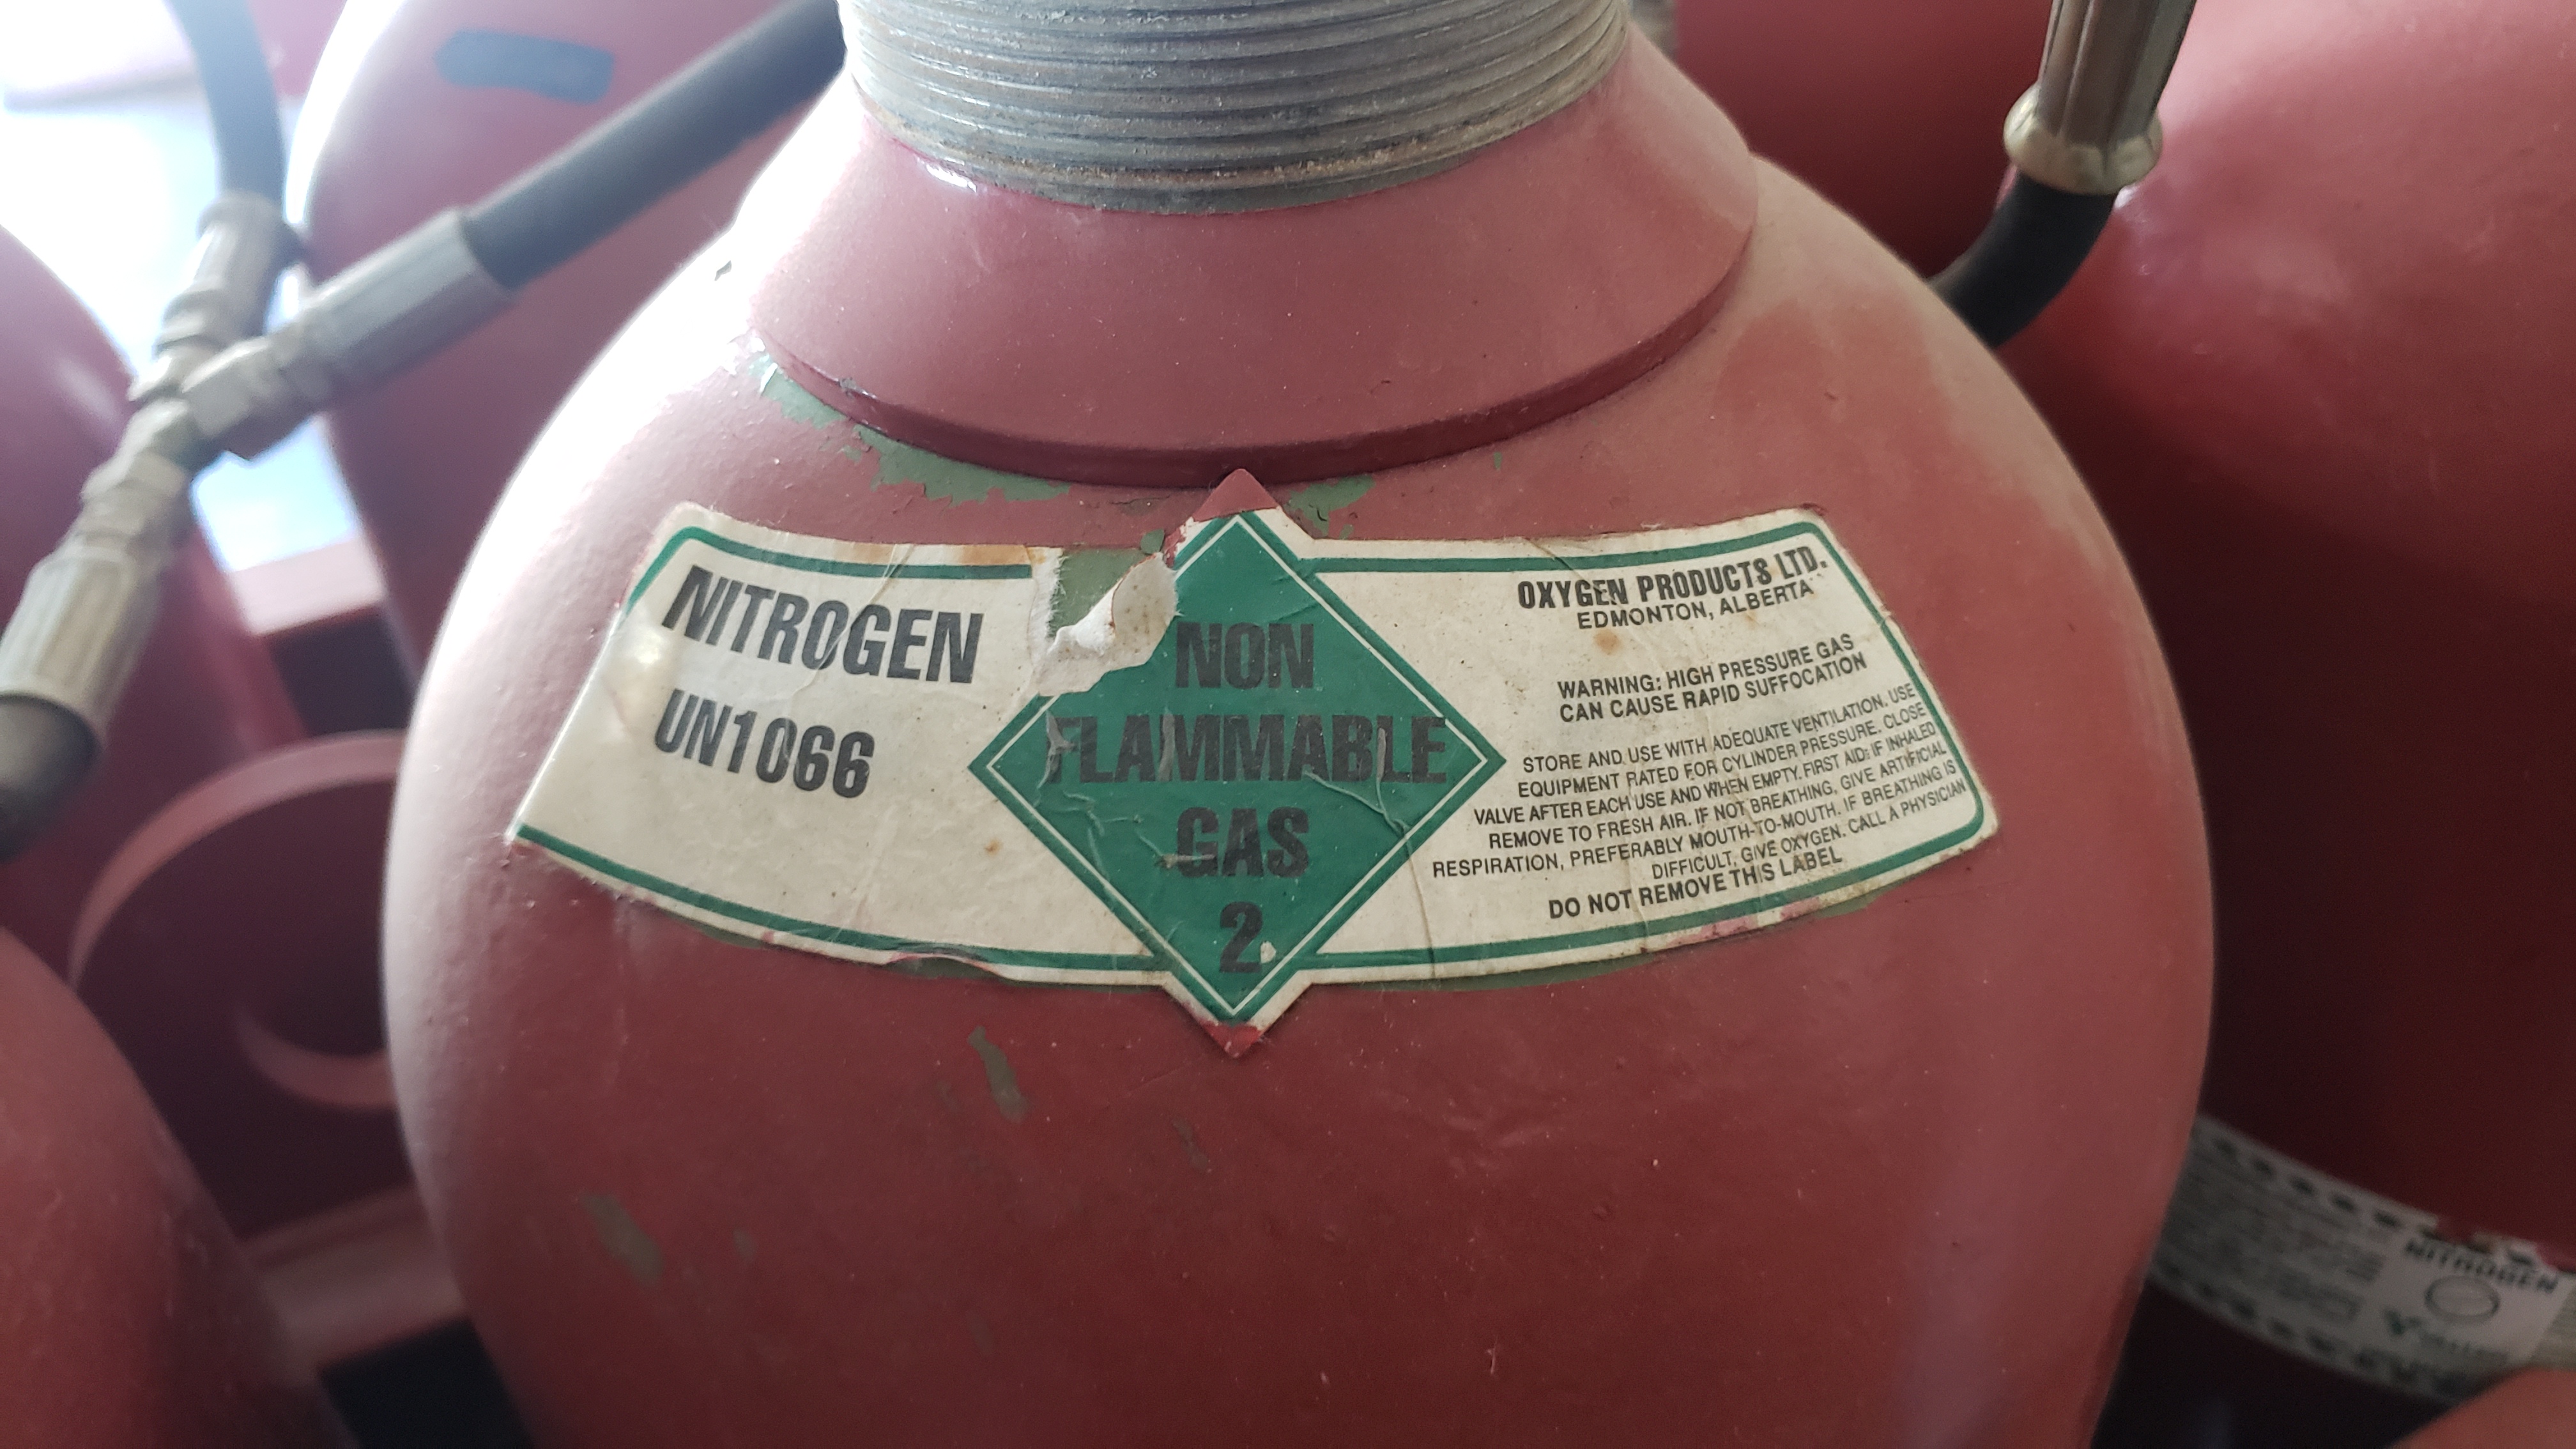 NITROGEN
UN1066
NON
FLAMMABLE
GAS
2
OXYGEN PRODUCTS LTD.
EDMONTON, ALBERTA
WARNING: HIGH PRESSURE GAS
CAN CAUSE RAPID SUFFOCATION
STORE AND USE WITH ADEQUATE VENTILATION. USE
EQUIPMENT RATED FOR CYLINDER PRESSURE. CLOSE
VALVE AFTER EACH USE AND WHEN EMPTY. FIRST AID: IF INHALED
REMOVE TO FRESH AIR. IF NOT BREATHING, GIVE ARTIFICIAL
RESPIRATION, PREFERABLY MOUTH-TO-MOUTH. IF BREATHING IS
DIFFICULT, GIVE OXYGEN. CALL A PHYSICIAN
DO NOT REMOVE THIS LABEL
NITROGEN